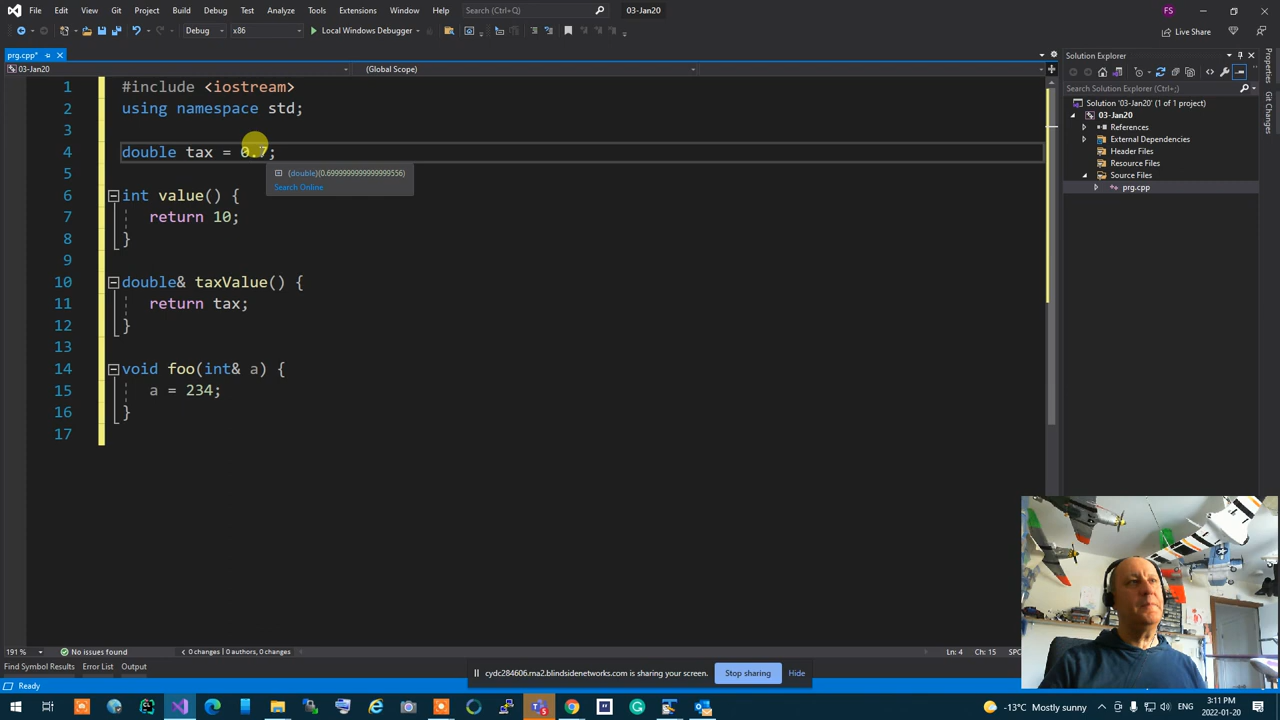 File Edit View Git Project Build Debug Test Analyze Tools Extensions Window Help Search (Ctrl+Q) 03-Jan20 FS
Debug x86 Local Windows Debugger Live Share
prg.cpp*
03-Jan20 (Global Scope)
1 #include <iostream>
2 using namespace std;
3
4 double tax = 0.7;
(double)(0.6999999999999999556)
Search Online
5
6 int value() {
7 return 10;
8 }
9
10 double& taxValue() {
11 return tax;
12 }
13
14 void foo(int& a) {
15 a = 234;
16 }
17
Solution Explorer
Search Solution Explorer (Ctrl+;)
Solution '03-Jan20' (1 of 1 project)
03-Jan20
References
External Dependencies
Header Files
Resource Files
Source Files
prg.cpp
Properties
Git Changes
91 % No issues found 0 changes | 0 authors, 0 changes Ln: 4 Ch: 15 SPC
Find Symbol Results Error List Output
cydc284606.rna2.blindsidenetworks.com is sharing your screen. Stop sharing Hide
Ready
-13°C Mostly sunny ENG 3:11 PM
2022-01-20